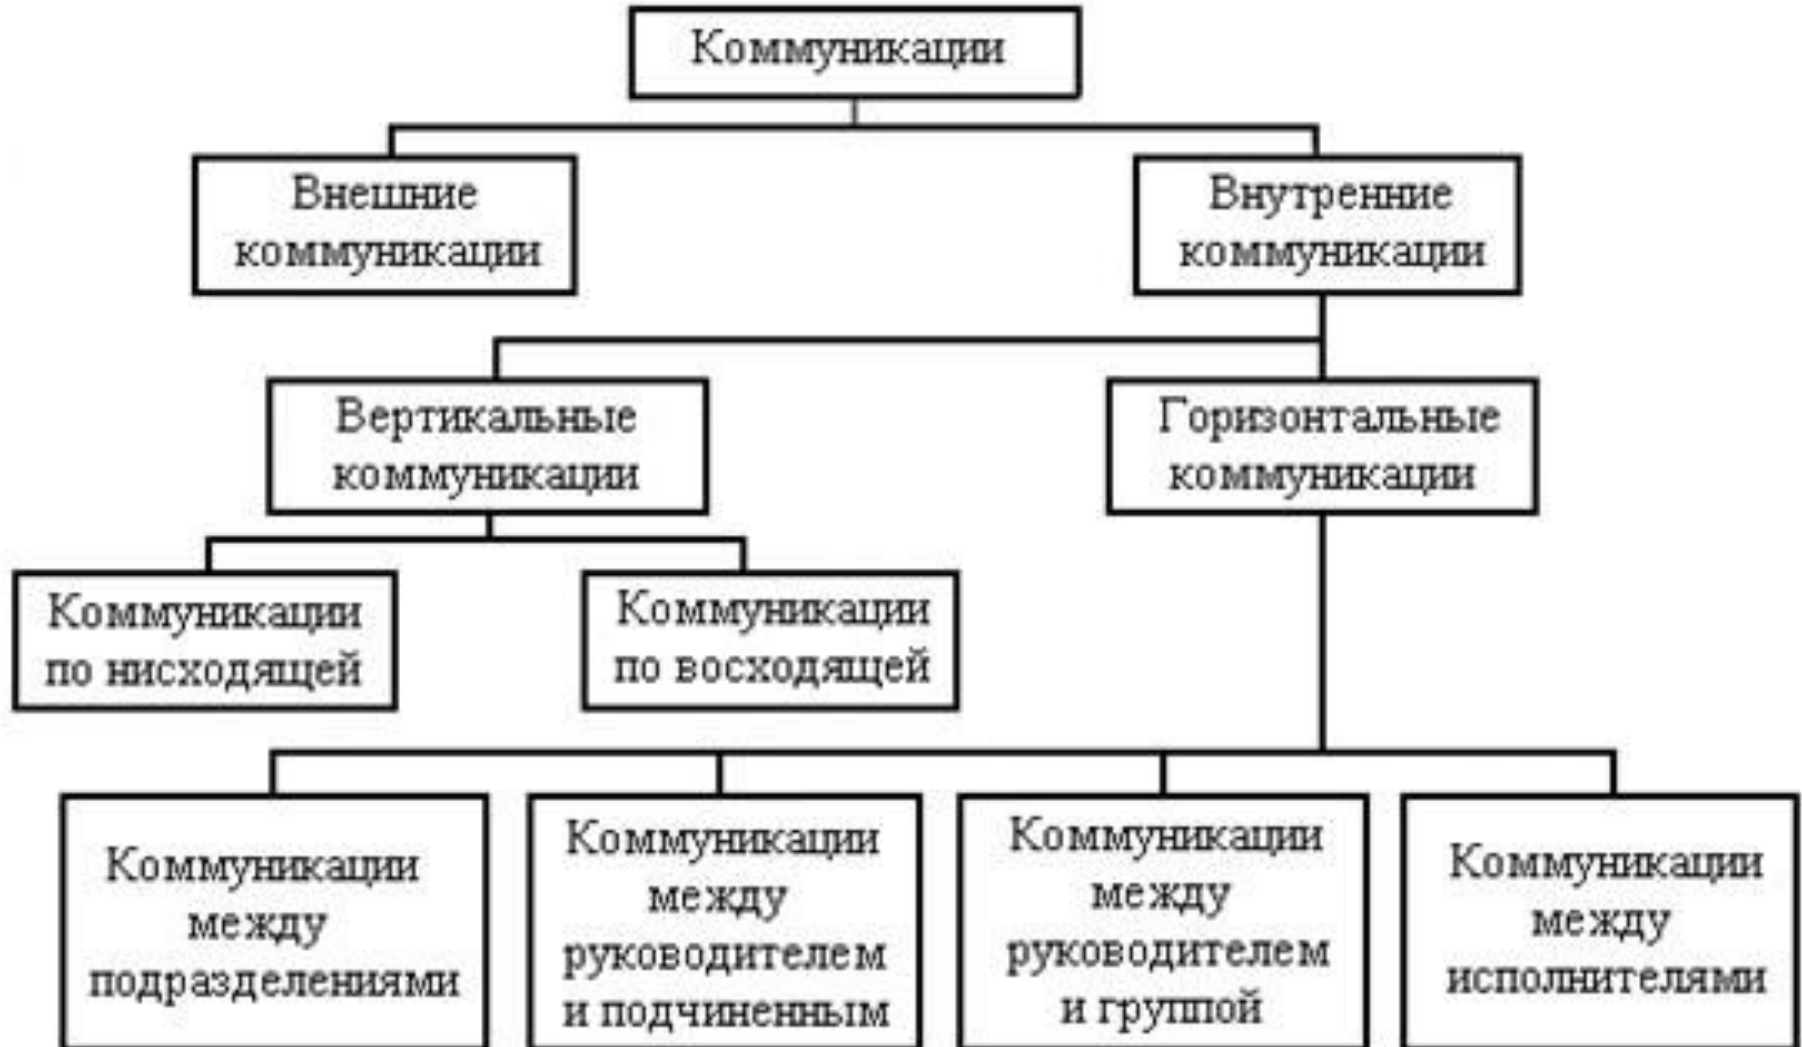 Коммуникации
Внешние
коммуникации
Внутренние
коммуникации
Вертикальные
коммуникации
Горизонтальные
коммуникации
Коммуникации
по нисходящей
Коммуникации
по восходящей
Коммуникации
между
подразделениями
Коммуникации
между
руководителем
и подчиненным
Коммуникации
между
руководителем
и группой
Коммуникации
между
исполнителями